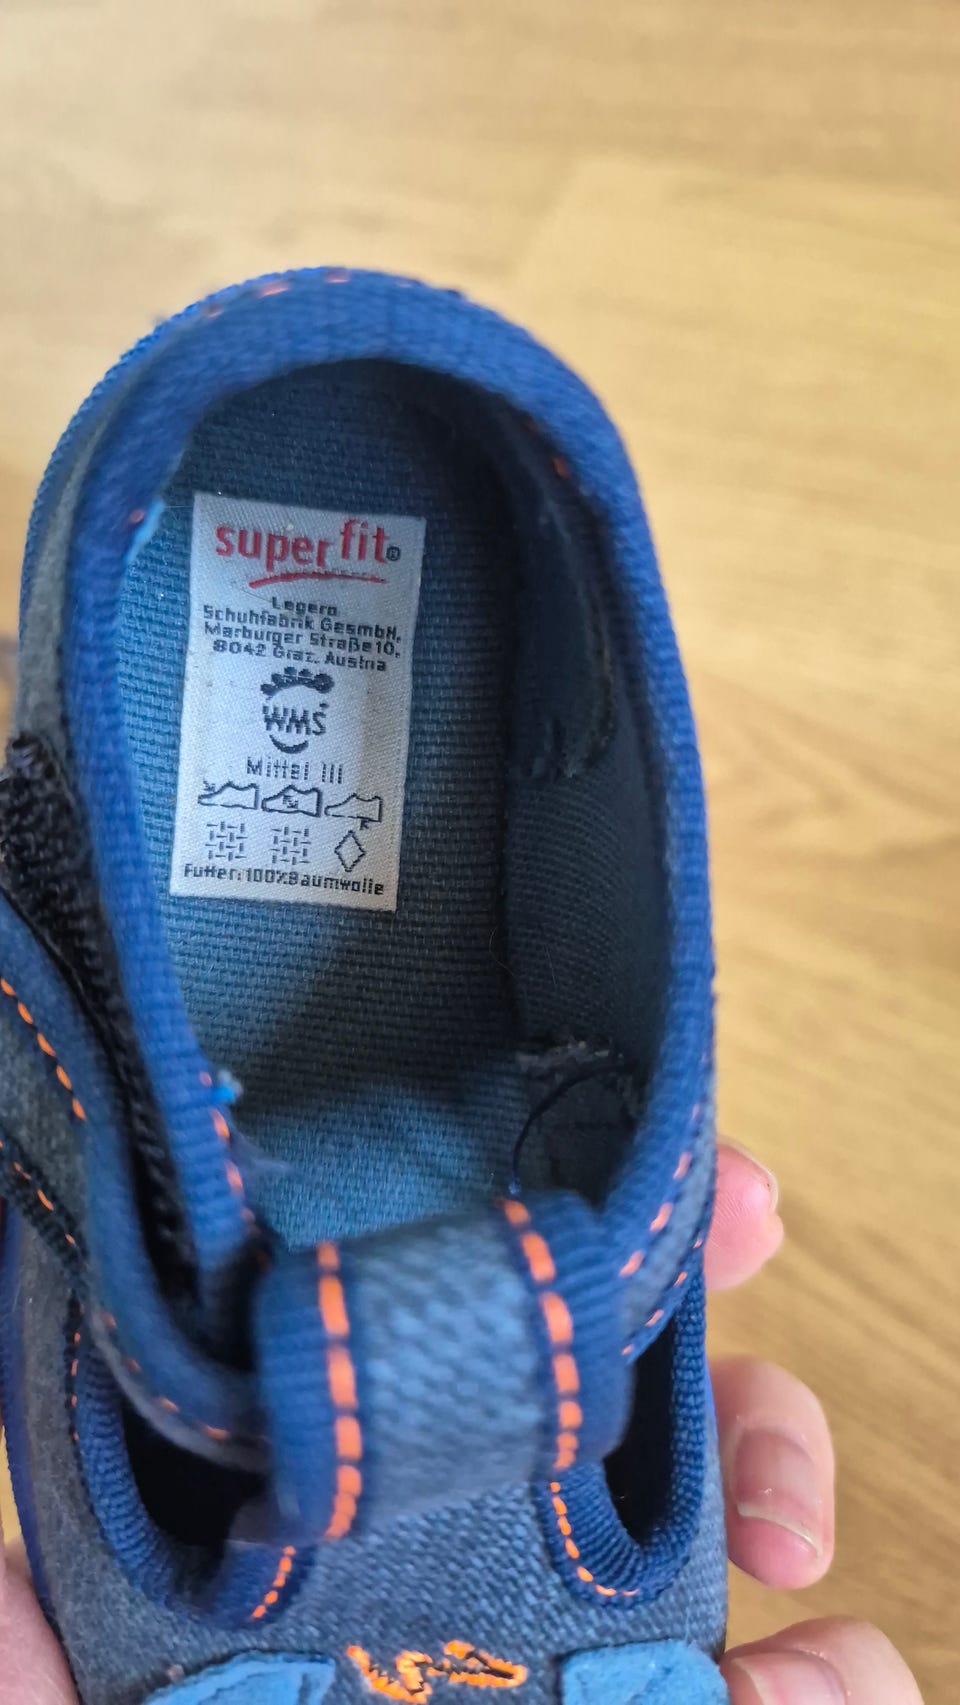 superfit®
Legero
Schuhfabrik GesmbH.
Marburger Straße 10,
8042 Graz, Austria
WMS
Mittel III
Futter: 100% Baumwolle